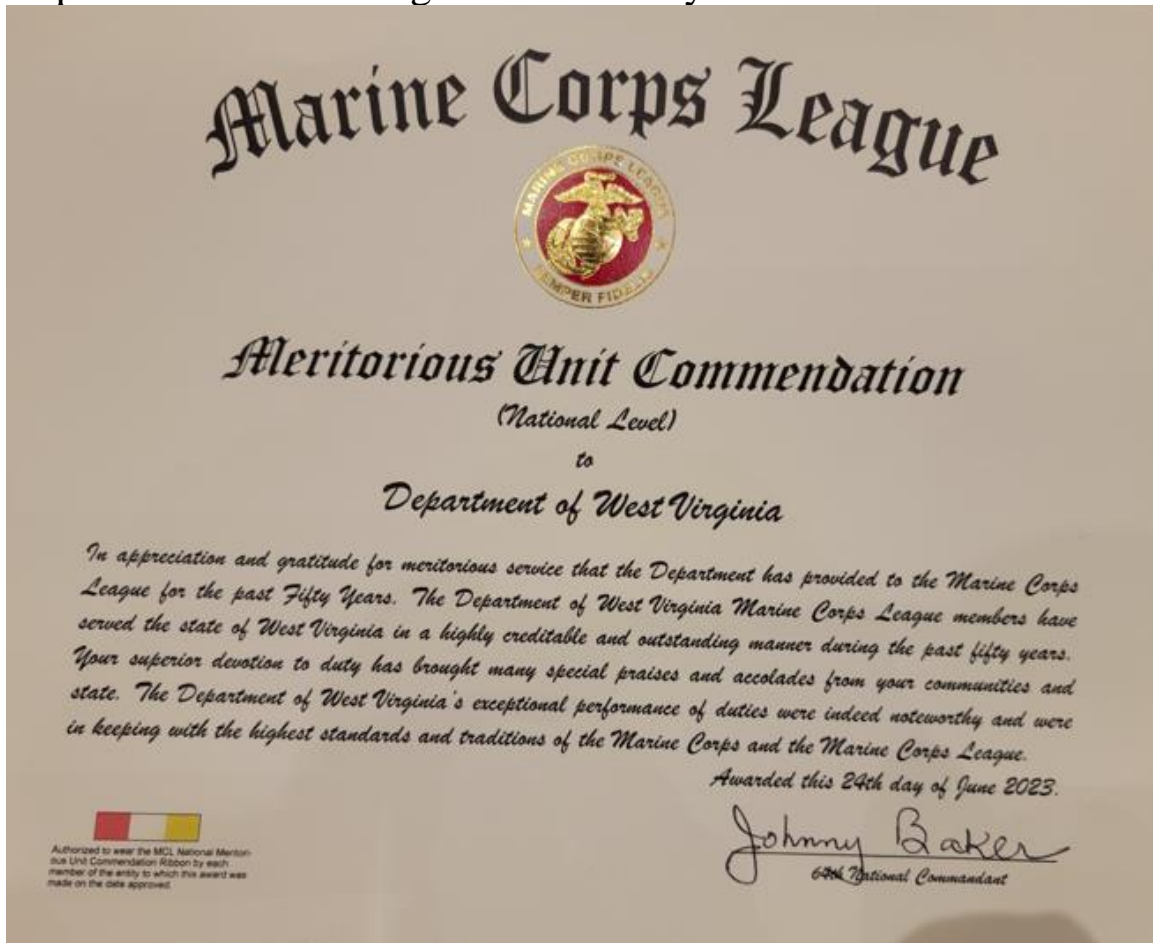 Marine Corps League
MARINE CORPS LEAGUE
SEMPER FIDELIS
Meritorious Unit Commendation
(National Level)
to
Department of West Virginia
In appreciation and gratitude for meritorious service that the Department has provided to the Marine Corps
League for the past Fifty Years. The Department of West Virginia Marine Corps League members have
served the state of West Virginia in a highly creditable and outstanding manner during the past fifty years.
Your superior devotion to duty has brought many special praises and accolades from your communities and
state. The Department of West Virginia's exceptional performance of duties were indeed noteworthy and were
in keeping with the highest standards and traditions of the Marine Corps and the Marine Corps League.
Awarded this 24th day of June 2023.
Johnny Baker
National Commandant
Authorized to wear the MCL National Meritori-
ous Unit Commendation Ribbon by each
member of the entity to which this award was
made on the date approved.